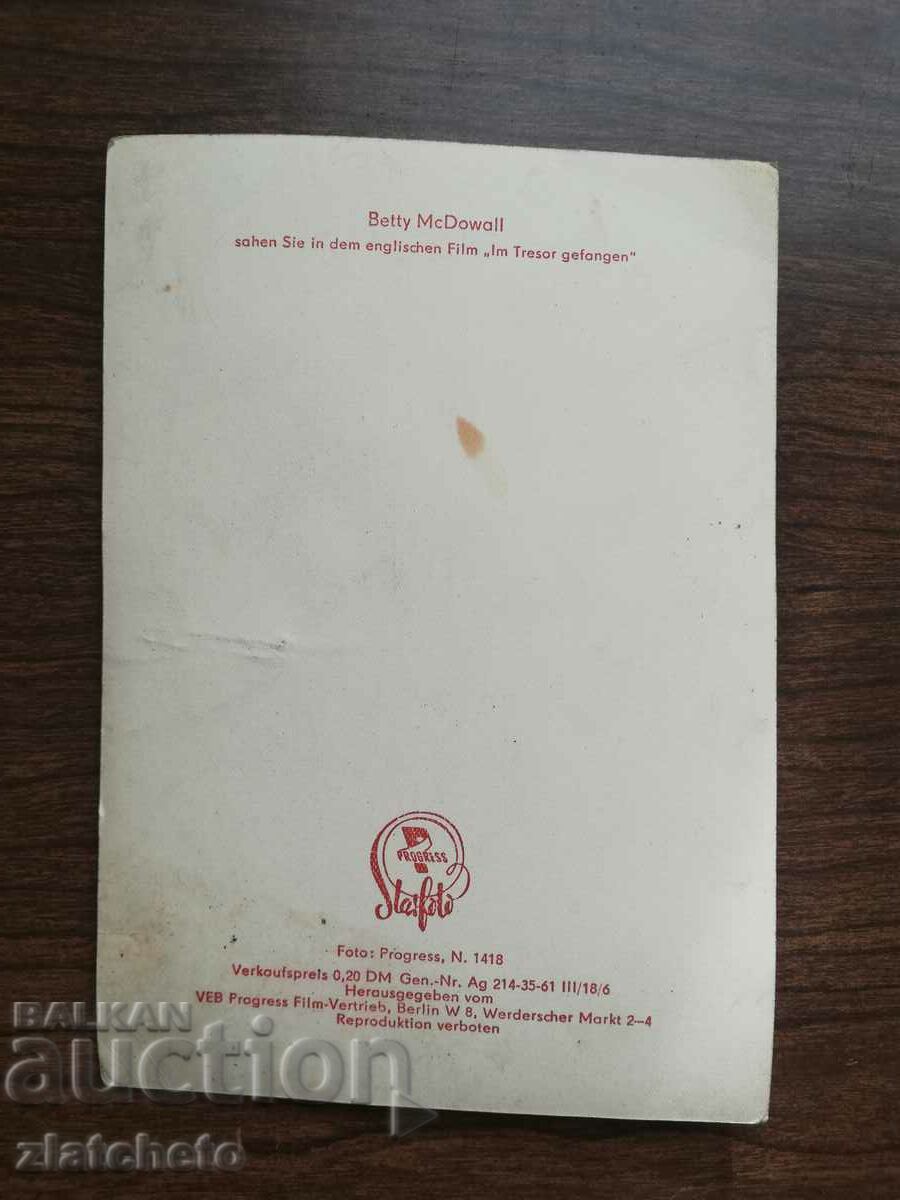 Betty McDowall
sahen Sie in dem englischen Film „Im Tresor gefangen“
PROGRESS
Starfoto
Foto: Progress, N. 1418
Verkaufspreis 0,20 DM Gen.-Nr. Ag 214-35-61 III/18/6
Herausgegeben vom
VEB Progress Film-Vertrieb, Berlin W 8, Werderscher Markt 2—4
Reproduktion verboten
BALKAN
auction
zlatcheto